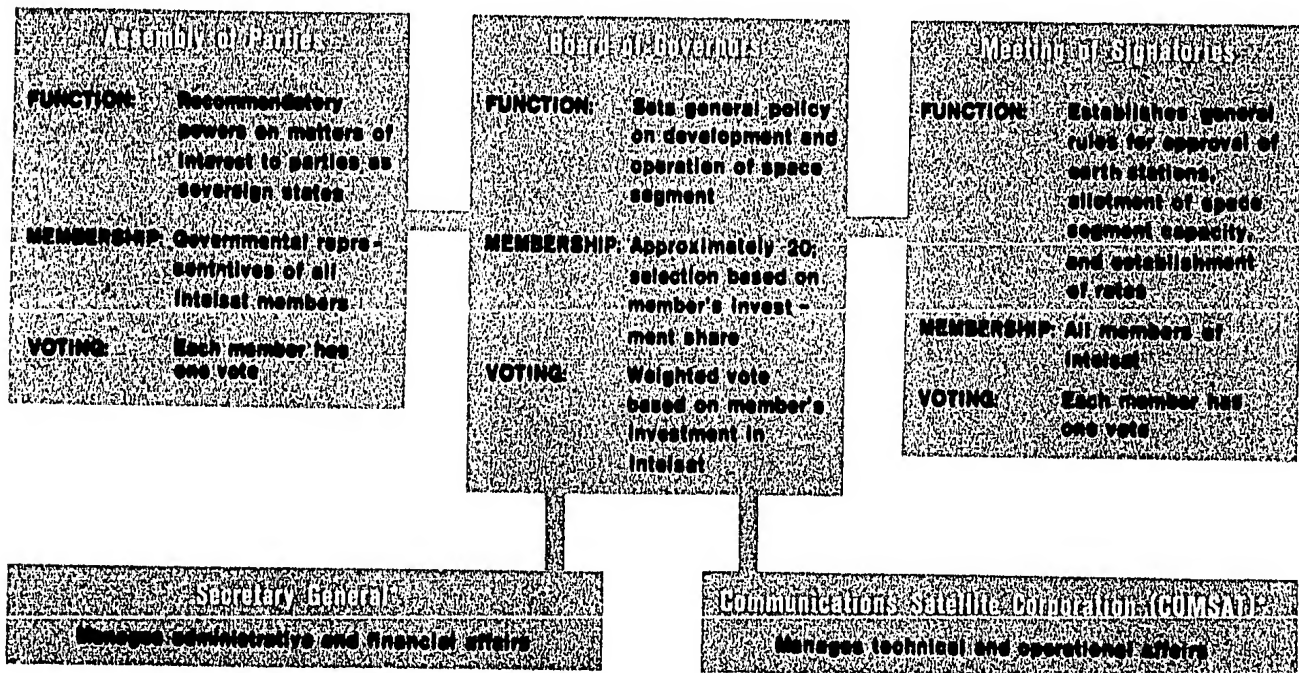 Assembly of Parties
FUNCTION: Recommendatory
powers on matters of
interest to parties as
sovereign states
MEMBERSHIP: Governmental repre -
sentatives of all
Intelsat members
VOTING: Each member has
one vote
Board of Governors
FUNCTION: Sets general policy
on development and
operation of space
segment
MEMBERSHIP: Approximately 20;
selection based on
member's invest -
ment share
VOTING: Weighted vote
based on member's
investment in
Intelsat
Meeting of Signatories
FUNCTION: Establishes general
rules for approval of
earth stations,
allotment of space
segment capacity,
and establishment
of rates
MEMBERSHIP: All members of
Intelsat
VOTING: Each member has
one vote
Secretary General*
Manages administrative and financial affairs
Communications Satellite Corporation (COMSAT)*
Manages technical and operational affairs